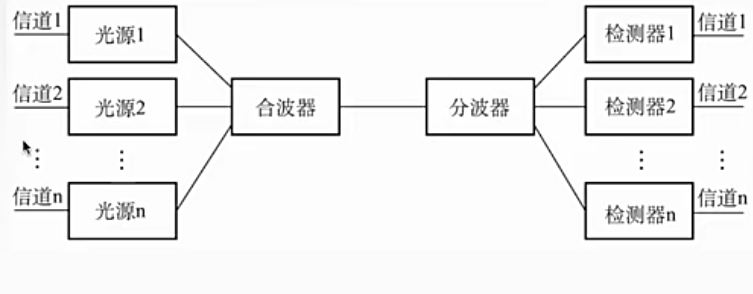 信道1
光源1
检测器1
信道1
信道2
光源2
合波器
分波器
检测器2
信道2
⋮
⋮
⋮
⋮
信道n
光源n
检测器n
信道n